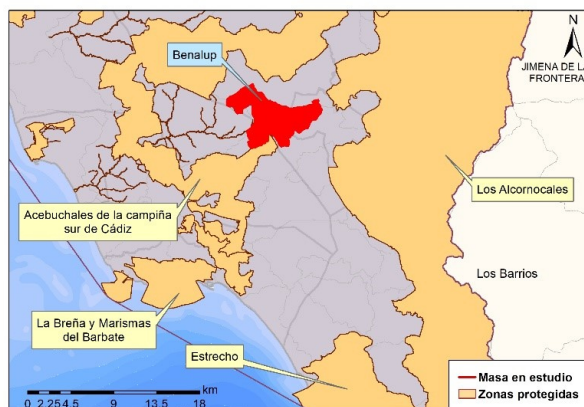 N
Benalup
JIMENA DE LA
FRONTERA
Los Alcornocales
Acebuchales de la campiña
sur de Cádiz
Los Barrios
La Breña y Marismas
del Barbate
Estrecho
km
0 2.25 4.5 9 13.5 18
Masa en estudio
Zonas protegidas